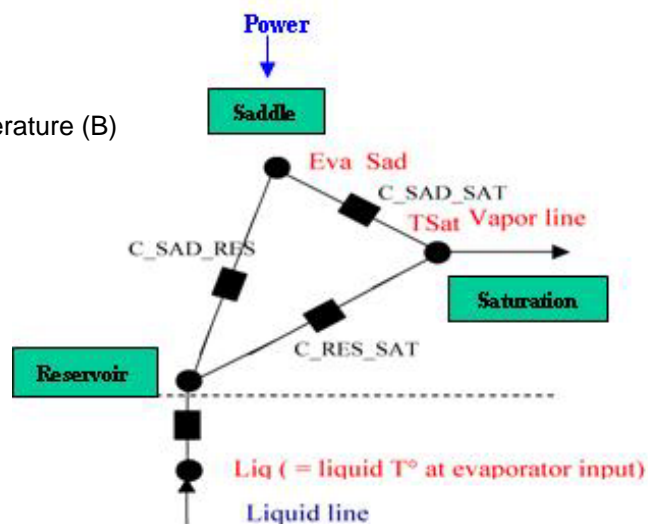 Power
Saddle
erature (B)
Eva Sad
C_SAD_SAT
TSat Vapor line
C_SAD_RES
Saturation
C_RES_SAT
Reservoir
Liq ( = liquid T° at evaporator input)
Liquid line